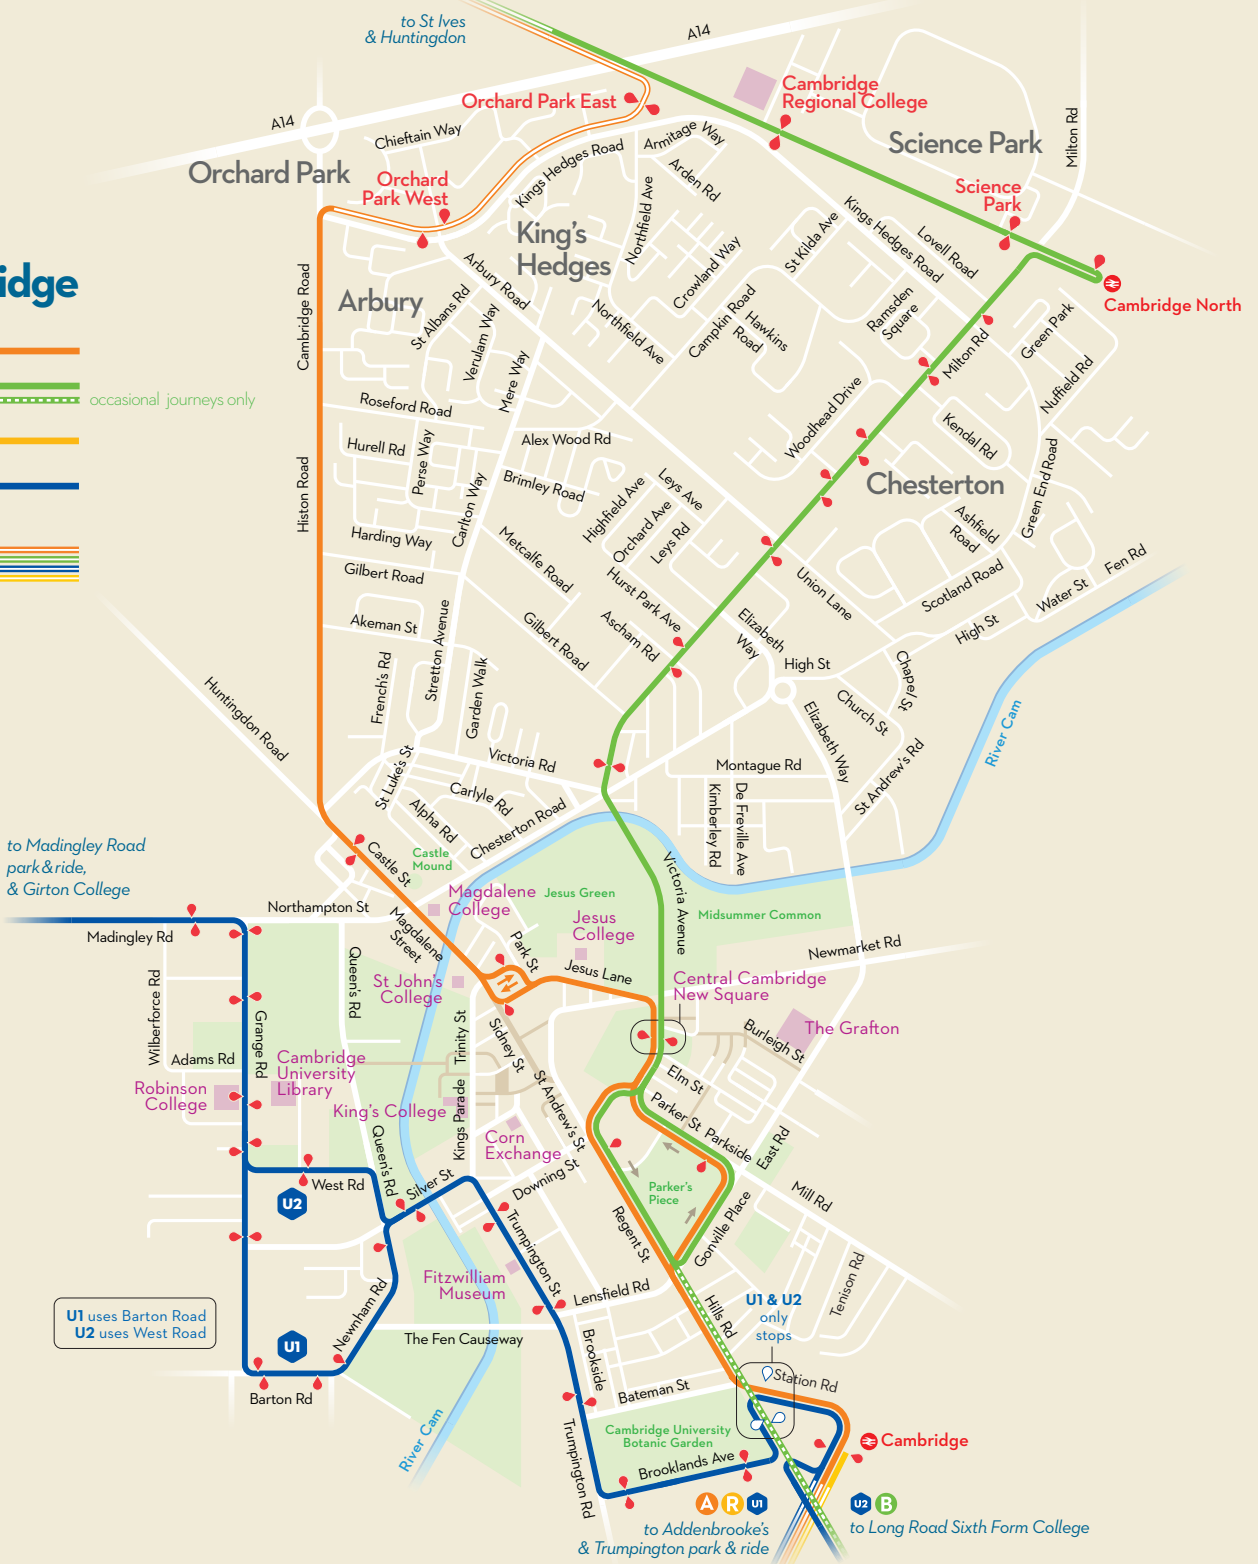 to St Ives
& Huntingdon
A14
A14
Orchard Park East
Cambridge
Regional College
Milton Rd
Chieftain Way
Kings Hedges Road
Armitage Way
Arden Rd
Science Park
Orchard Park
Orchard
Park West
Science
Park
King's
Hedges
Northfield Ave
Crowland Way
St Kilda Ave
Kings Hedges Road
Lovell Road
idge
Cambridge Road
Arbury
Arbury Road
St Albans Rd
Verulam Way
Mere Way
Northfield Ave
Campkin Road
Hawkins
Road
Ramsden
Square
Cambridge North
Milton Rd
Green Park
Nuffield Rd
occasional journeys only
Roseford Road
Hurell Rd
Perse Way
Alex Wood Rd
Woodhead Drive
Kendal Rd
Histon Road
Carlton Way
Brimley Road
Highfield Ave
Leys Ave
Orchard Ave
Leys Rd
Chesterton
Green End Road
Ashfield
Road
Harding Way
Gilbert Road
Metcalfe Road
Hurst Park Ave
Union Lane
Scotland Road
Water St
Fen Rd
Akeman St
Stretton Avenue
Gilbert Road
Ascham Rd
Elizabeth
Way
High St
High St
Chapel St
Church St
French's Rd
Garden Walk
Huntingdon Road
Elizabeth Way
River Cam
St Luke's St
Victoria Rd
Montague Rd
St Andrew's Rd
Carlyle Rd
Alpha Rd
Chesterton Road
Kimberley Rd
De Freville Ave
to Madingley Road
park&ride,
& Girton College
Castle St
Castle
Mound
Victoria Avenue
Magdalene
College
Jesus Green
Northampton St
Magdalene
Street
Jesus
College
Midsummer Common
Madingley Rd
Park St
Newmarket Rd
Queen's Rd
St John's
College
Jesus Lane
Central Cambridge
New Square
Wilberforce Rd
Grange Rd
Trinity St
Sidney St
Burleigh St
The Grafton
Adams Rd
Cambridge
University
Library
Elm St
Robinson
College
King's College
Kings Parade
St Andrew's St
Parker St
Parkside
East Rd
Queen's Rd
Corn
Exchange
West Rd
Silver St
Downing St
Parker's
Piece
Mill Rd
U2
Trumpington St
Regent St
Gonville Place
Fitzwilliam
Museum
Tenison Rd
U1 uses Barton Road
U2 uses West Road
U1
Newnham Rd
Lensfield Rd
Hills Rd
U1 & U2
only
stops
The Fen Causeway
Brookside
Barton Rd
Bateman St
Station Rd
River Cam
Trumpington Rd
Cambridge University
Botanic Garden
Cambridge
Brooklands Ave
A R U1
U2 B
to Addenbrooke's
& Trumpington park & ride
to Long Road Sixth Form College